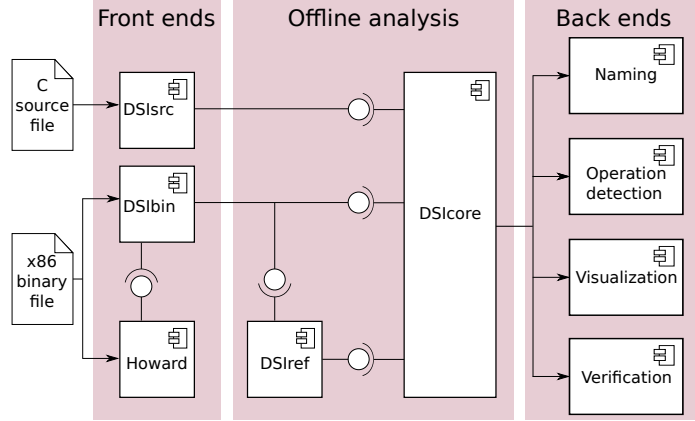 Front ends
Offline analysis
Back ends
C
source
file
DSIsrc
DSIbin
x86
binary
file
Howard
DSIref
DSIcore
Naming
Operation
detection
Visualization
Verification